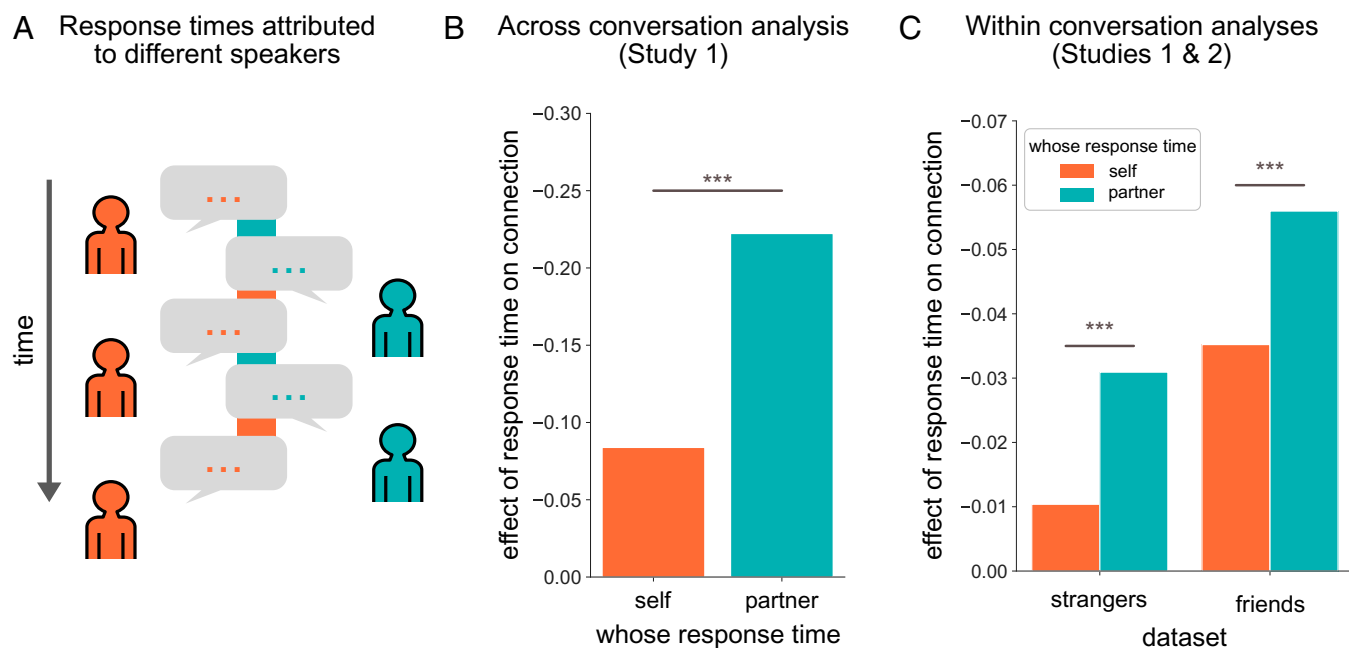 A Response times attributed
to different speakers
time
...
...
...
...
...
B Across conversation analysis
(Study 1)
effect of response time on connection
−0.30
−0.25
−0.20
−0.15
−0.10
−0.05
0.00
***
self partner
whose response time
C Within conversation analyses
(Studies 1 & 2)
effect of response time on connection
−0.07
−0.06
−0.05
−0.04
−0.03
−0.02
−0.01
0.00
whose response time
self
partner
***
***
strangers friends
dataset